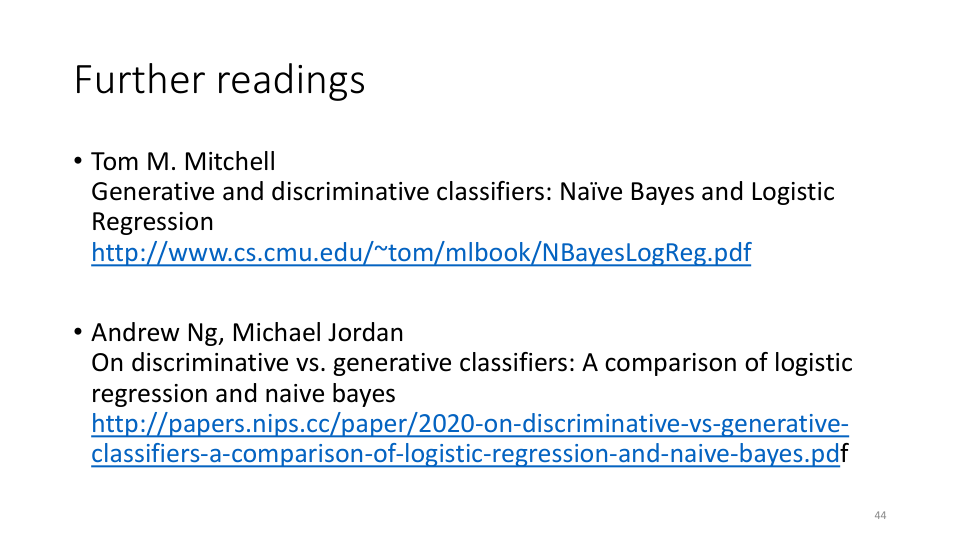 Further readings
• Tom M. Mitchell
Generative and discriminative classifiers: Naïve Bayes and Logistic
Regression
http://www.cs.cmu.edu/~tom/mlbook/NBayesLogReg.pdf
• Andrew Ng, Michael Jordan
On discriminative vs. generative classifiers: A comparison of logistic
regression and naive bayes
http://papers.nips.cc/paper/2020-on-discriminative-vs-generative-
classifiers-a-comparison-of-logistic-regression-and-naive-bayes.pdf
44